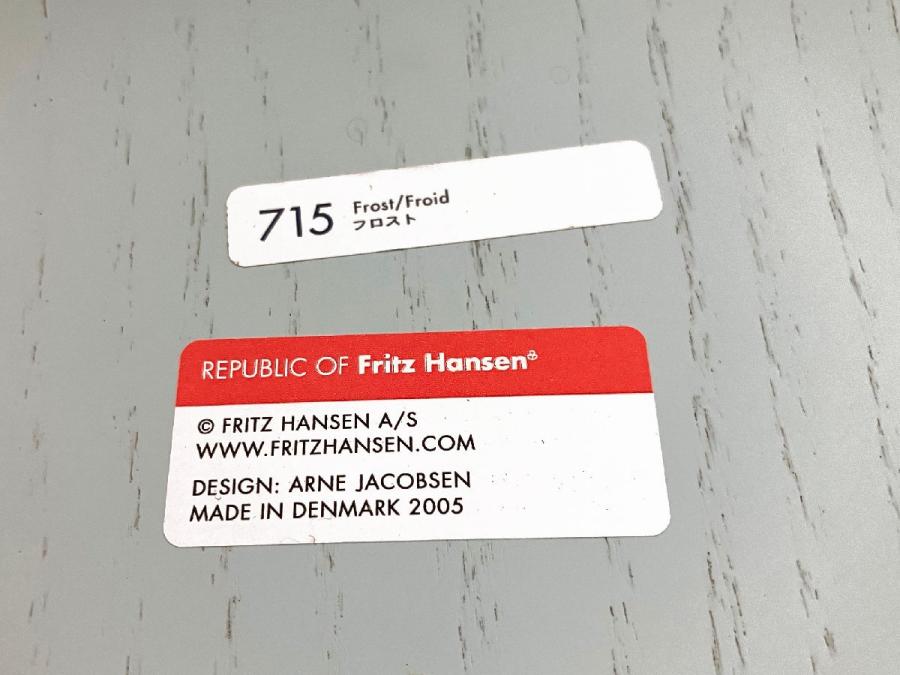 715 Frost/Froid
フロスト
REPUBLIC OF Fritz Hansen®
© FRITZ HANSEN A/S
WWW.FRITZHANSEN.COM
DESIGN: ARNE JACOBSEN
MADE IN DENMARK 2005